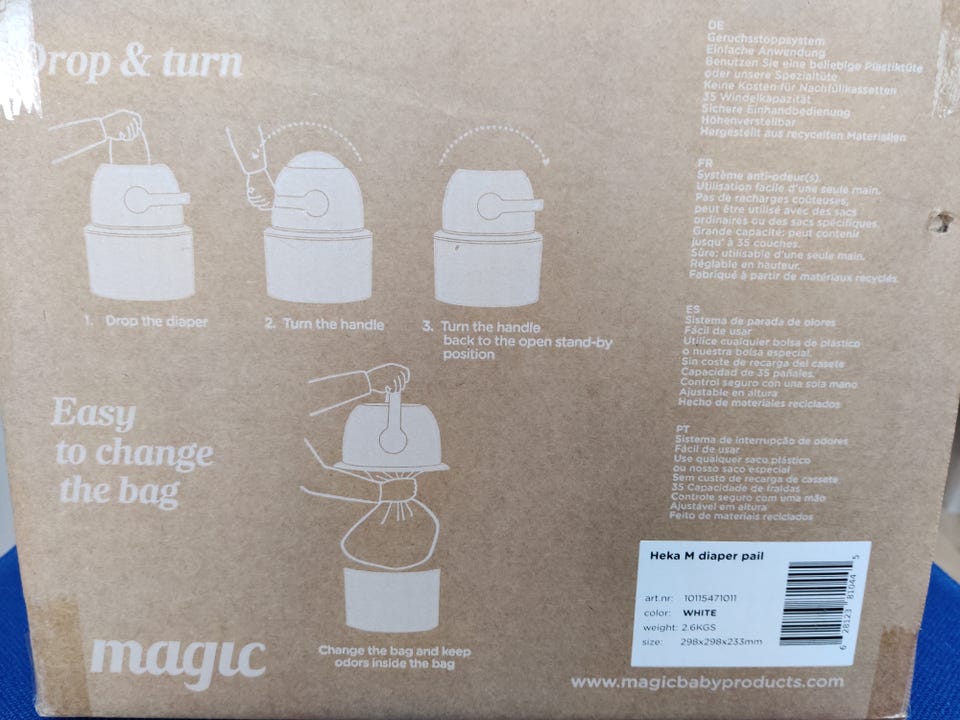 Drop & turn
1. Drop the diaper
2. Turn the handle
3. Turn the handle
back to the open stand-by
position
Easy
to change
the bag
Change the bag and keep
odors inside the bag
magic
DE
Geruchsstoppsystem
Einfache Anwendung
Benutzen Sie eine beliebige Plastiktüte
oder unsere Spezialtüte
Keine Kosten für Nachfüllkassetten
35 Windelkapazität
Sichere Einhandbedienung
Höhenverstellbar
Hergestellt aus recycelten Materialien
FR
Système anti-odeur(s).
Utilisation facile d'une seule main.
Pas de recharges coûteuses,
peut être utilisé avec des sacs
ordinaires ou des sacs spécifiques.
Grande capacité: peut contenir
jusqu' à 35 couches.
Sûre: utilisable d'une seule main.
Réglable en hauteur.
Fabriqué à partir de matériaux recyclés.
ES
Sistema de parada de olores
Fácil de usar
Utilice cualquier bolsa de plástico
o nuestra bolsa especial.
Sin coste de recarga del casete
Capacidad de 35 pañales.
Control seguro con una sola mano
Ajustable en altura
Hecho de materiales reciclados
PT
Sistema de interrupção de odores
Fácil de usar
Use qualquer saco plástico
ou nosso saco especial
Sem custo de recarga de cassete
35 Capacidade de fraldas
Controle seguro com uma mão
Ajustável em altura
Feito de materiais reciclados
Heka M diaper pail
art.nr: 10115471011
color: WHITE
weight: 2.6KGS
size: 298x298x233mm
6 28123 81044 5
www.magicbabyproducts.com